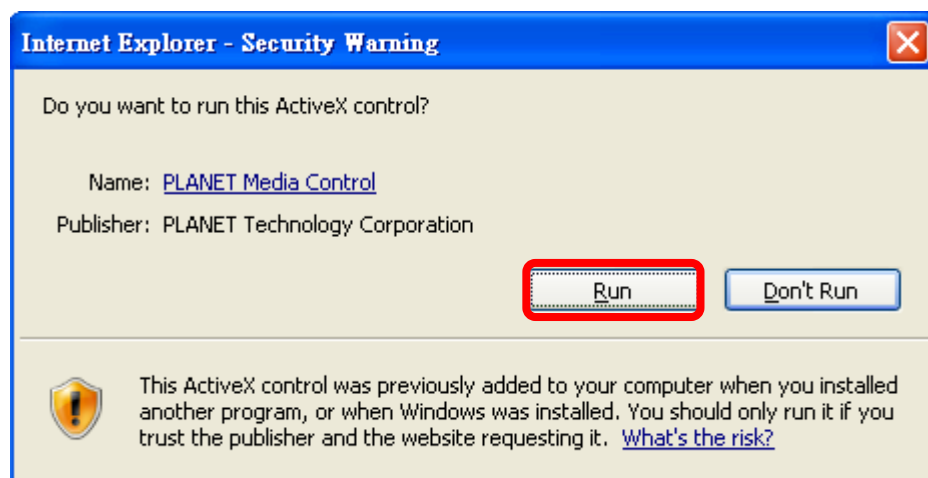 Internet Explorer - Security Warning
Do you want to run this ActiveX control?
Name: PLANET Media Control
Publisher: PLANET Technology Corporation
Run Don't Run
This ActiveX control was previously added to your computer when you installed
another program, or when Windows was installed. You should only run it if you
trust the publisher and the website requesting it. What's the risk?